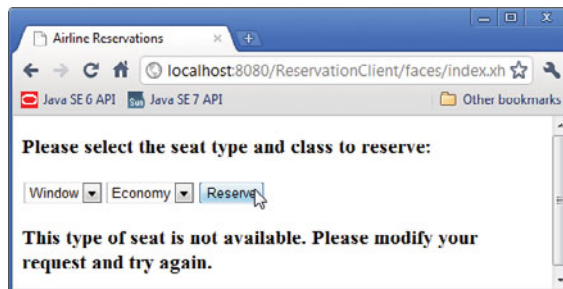 Airline Reservations
localhost:8080/ReservationClient/faces/index.xh
Java SE 6 API Sun Java SE 7 API Other bookmarks
Please select the seat type and class to reserve:
Window Economy Reserve
This type of seat is not available. Please modify your
request and try again.